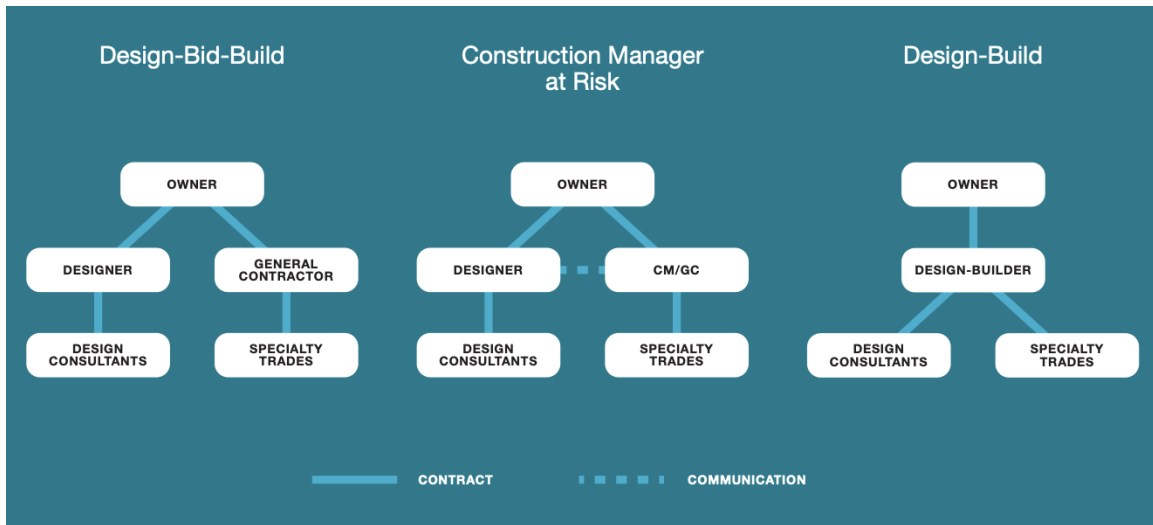 Design-Bid-Build
Construction Manager
at Risk
Design-Build
OWNER
DESIGNER
GENERAL
CONTRACTOR
DESIGN
CONSULTANTS
SPECIALTY
TRADES
OWNER
DESIGNER
CM/GC
DESIGN
CONSULTANTS
SPECIALTY
TRADES
OWNER
DESIGN-BUILDER
DESIGN
CONSULTANTS
SPECIALTY
TRADES
CONTRACT
COMMUNICATION